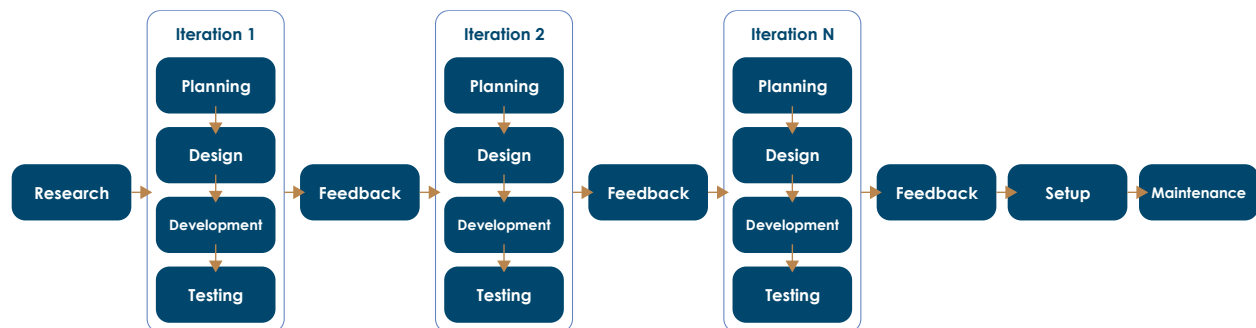 Research
Iteration 1
Planning
Design
Development
Testing
Feedback
Iteration 2
Planning
Design
Development
Testing
Feedback
Iteration N
Planning
Design
Development
Testing
Feedback
Setup
Maintenance